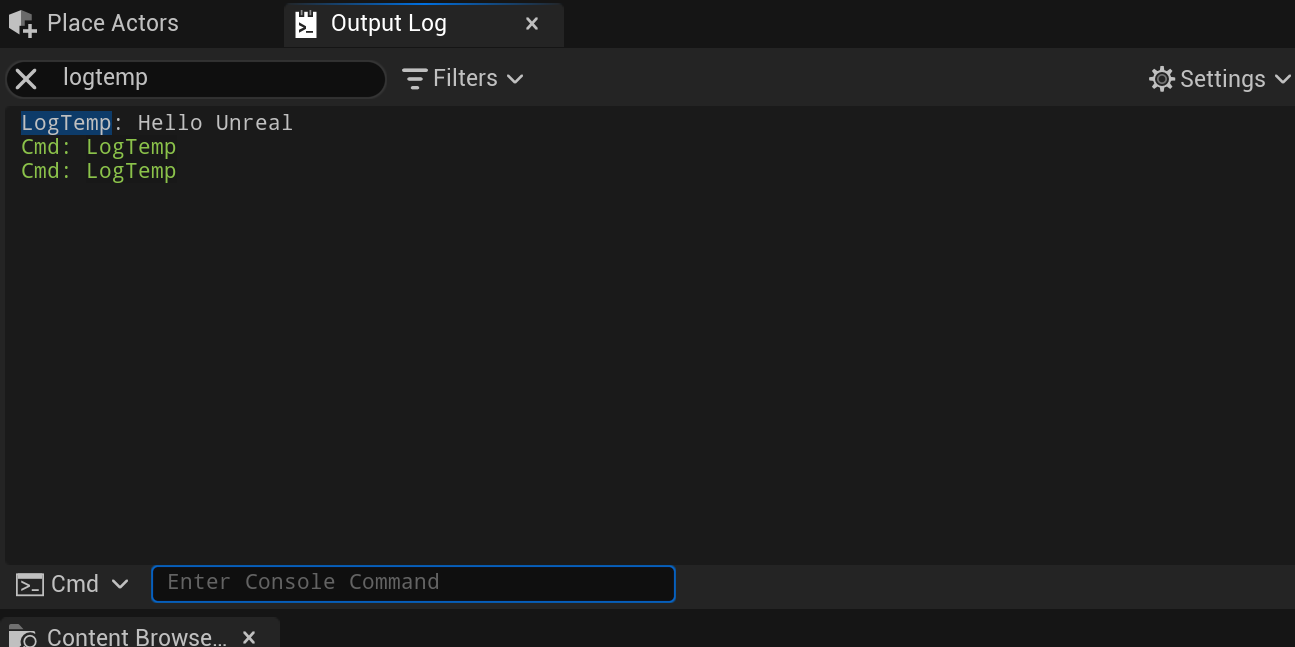 Place Actors
Output Log
logtemp
Filters
Settings
LogTemp: Hello Unreal
Cmd: LogTemp
Cmd: LogTemp
Cmd
Enter Console Command
Content Browse...